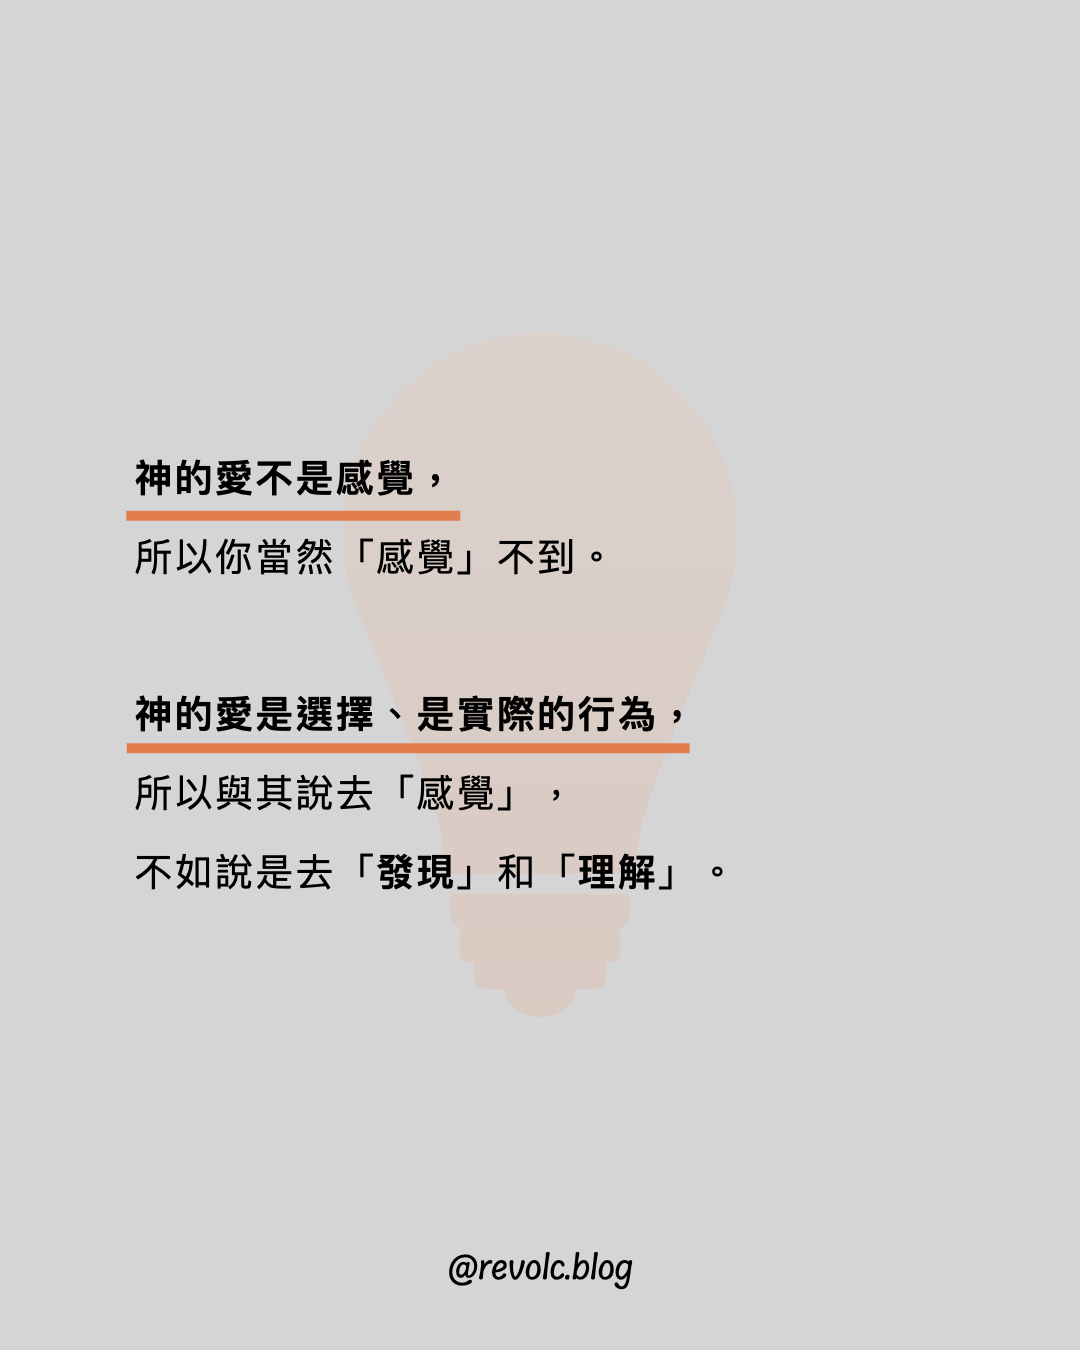 神的愛不是感覺，
所以你當然「感覺」不到。
神的愛是選擇、是實際的行為，
所以與其說去「感覺」，
不如說是去「發現」和「理解」。
@revolc.blog